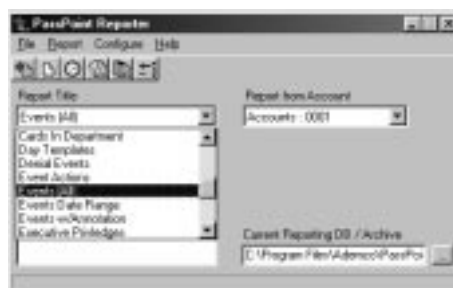 PassPoint Reporter
File Report Configure Help
Report Title
Report from Account
Events (All)
Accounts : 0001
Cards In Department
Day Templates
Denial Events
Event Actions
Events (All)
Events Date Range
Events w/Annotation
Executive Privledges
Current Reporting DB / Archive
C:\Program Files\Ademco\PassPoi
...